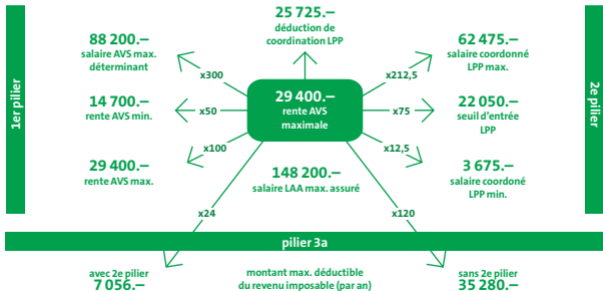 25 725.–
déduction de
coordination LPP
88 200.–
salaire AVS max.
déterminant
62 475.–
salaire coordonné
LPP max.
x300
x212,5
1er pilier
2e pilier
14 700.–
rente AVS min.
x50
29 400.–
rente AVS
maximale
x75
22 050.–
seuil d'entrée
LPP
x100
x12,5
29 400.–
rente AVS max.
148 200.–
salaire LAA max. assuré
3 675.–
salaire coordoné
LPP min.
x24
x120
pilier 3a
avec 2e pilier
7 056.–
montant max. déductible
du revenu imposable (par an)
sans 2e pilier
35 280.–